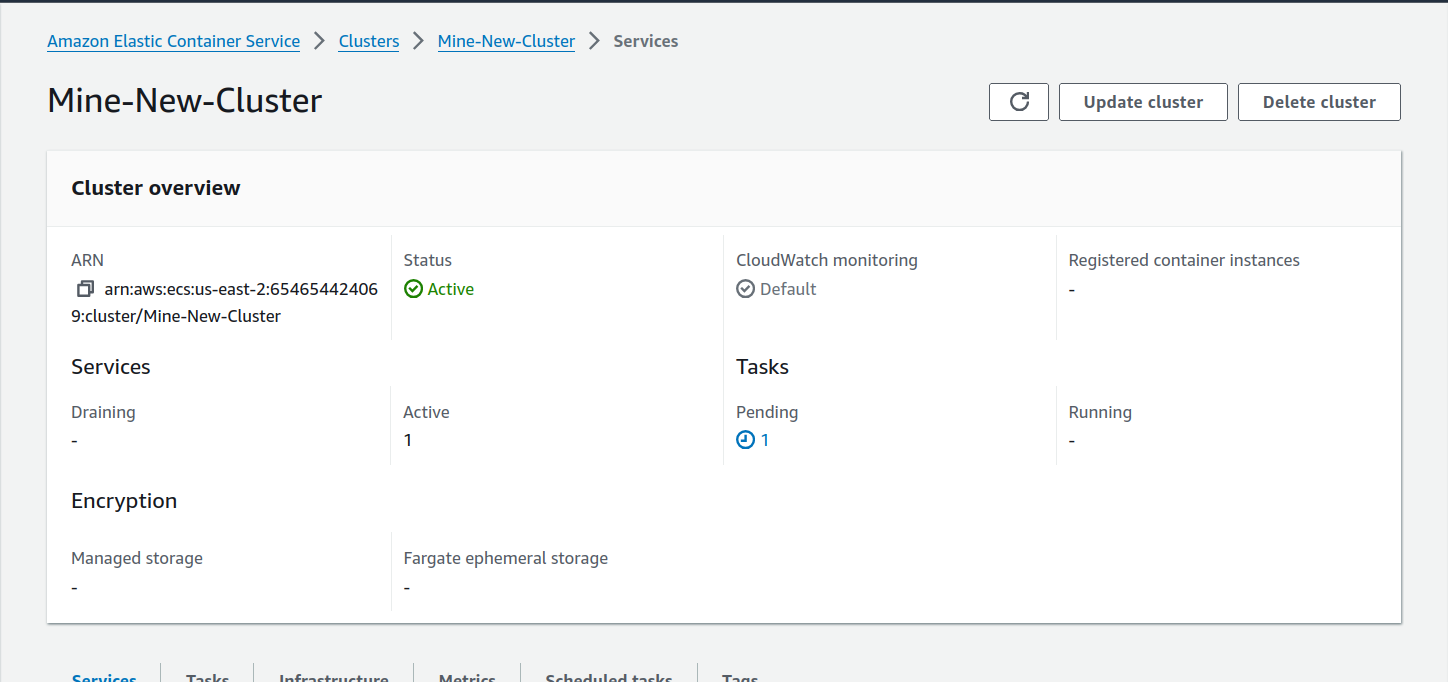 Amazon Elastic Container Service > Clusters > Mine-New-Cluster > Services
Mine-New-Cluster
Update cluster
Delete cluster
Cluster overview
ARN
arn:aws:ecs:us-east-2:65465442406
9:cluster/Mine-New-Cluster
Status
Active
CloudWatch monitoring
Default
Registered container instances
-
Services
Tasks
Draining
-
Active
1
Pending
1
Running
-
Encryption
Managed storage
-
Fargate ephemeral storage
-
Services Tasks Infrastructure Metrics Scheduled tasks Tags